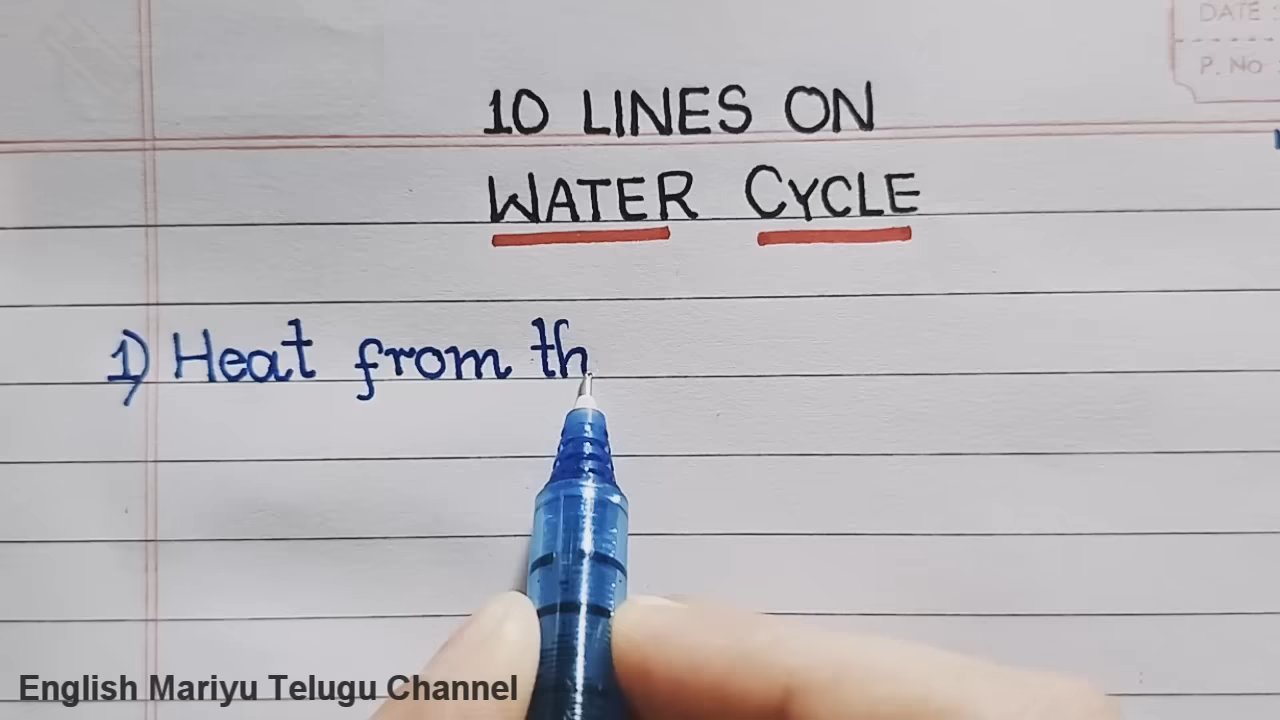 DATE :
P. No :
10 LINES ON
WATER CYCLE
1) Heat from th
English Mariyu Telugu Channel